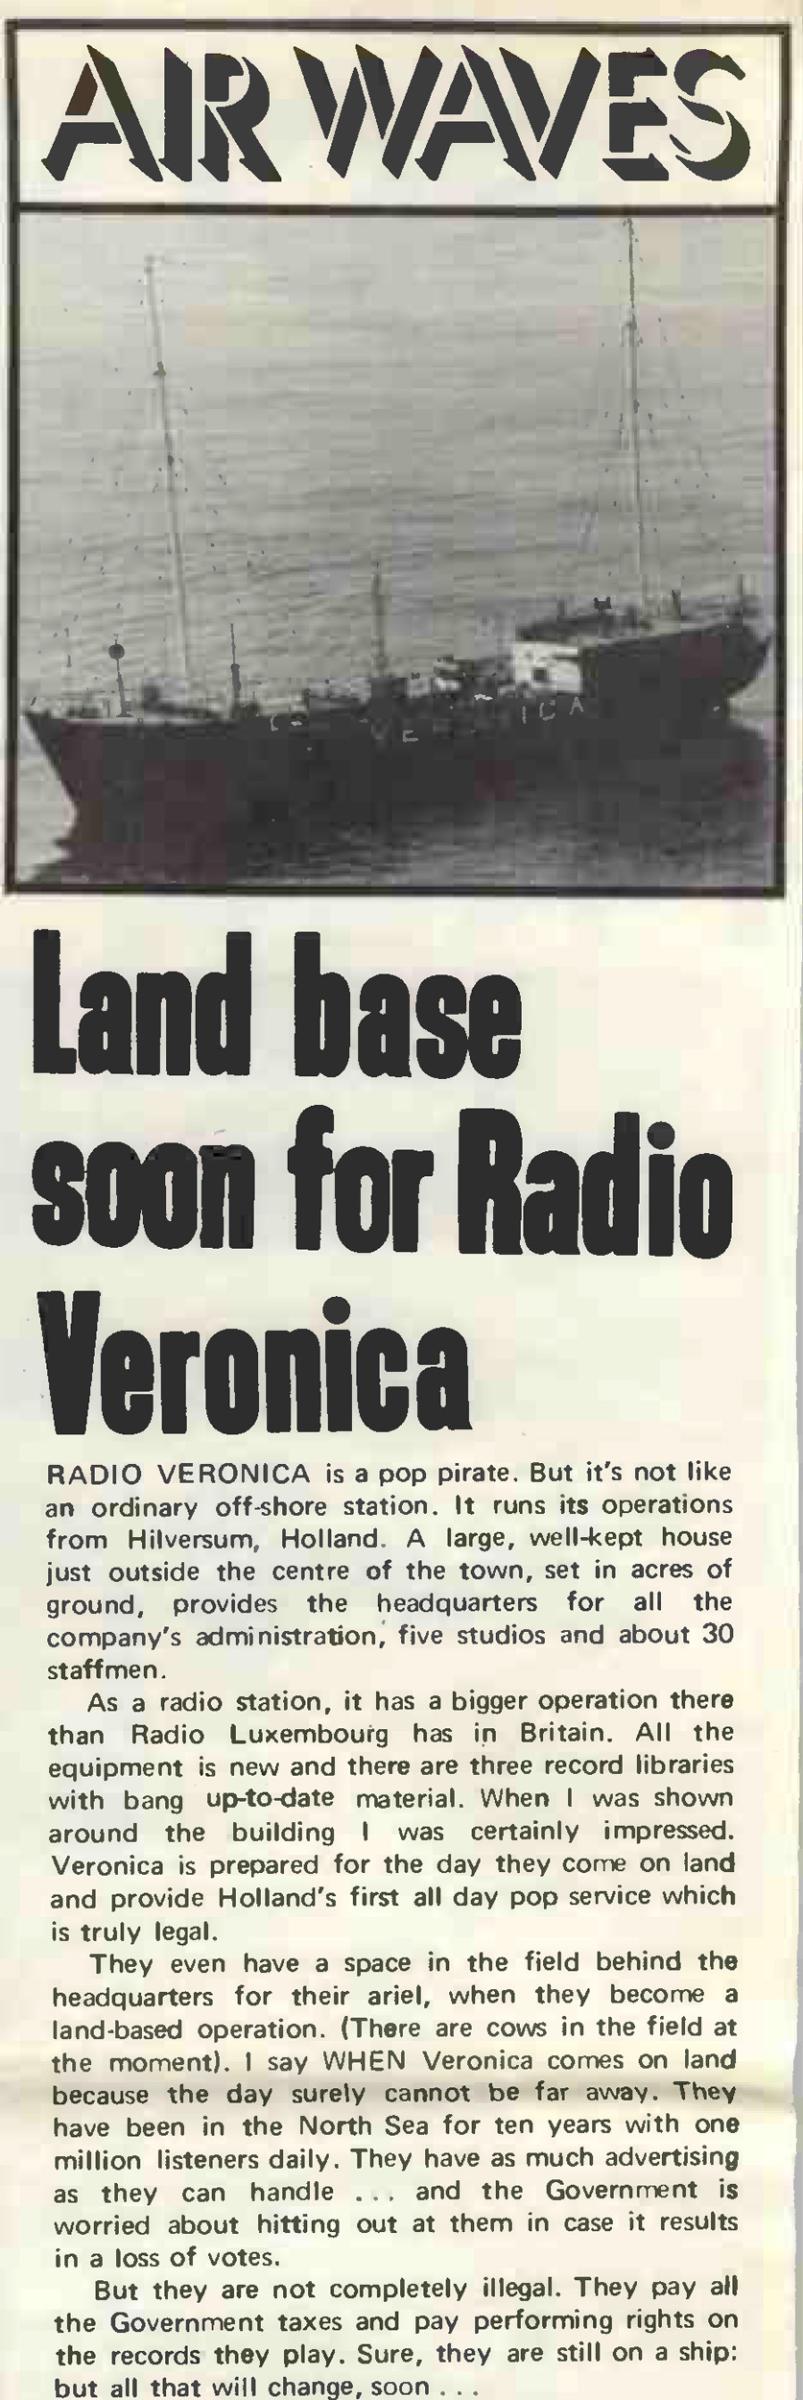 AIR WAVES
VE
ICA
Land base
soon for Radio
Veronica
RADIO VERONICA is a pop pirate. But it's not like
an ordinary off-shore station. It runs its operations
from Hilversum, Holland. A large, well-kept house
just outside the centre of the town, set in acres of
ground, provides the headquarters for all the
company's administration, five studios and about 30
staffmen.
As a radio station, it has a bigger operation there
than Radio Luxembourg has in Britain. All the
equipment is new and there are three record libraries
with bang up-to-date material. When I was shown
around the building I was certainly impressed.
Veronica is prepared for the day they come on land
and provide Holland's first all day pop service which
is truly legal.
They even have a space in the field behind the
headquarters for their ariel, when they become a
land-based operation. (There are cows in the field at
the moment). I say WHEN Veronica comes on land
because the day surely cannot be far away. They
have been in the North Sea for ten years with one
million listeners daily. They have as much advertising
as they can handle ... and the Government is
worried about hitting out at them in case it results
in a loss of votes.
But they are not completely illegal. They pay all
the Government taxes and pay performing rights on
the records they play. Sure, they are still on a ship:
but all that will change, soon ...